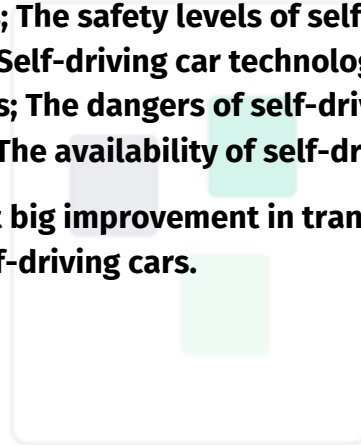 ; The safety levels of self
Self-driving car technolog
s; The dangers of self-driv
The availability of self-dr
t big improvement in tran
f-driving cars.